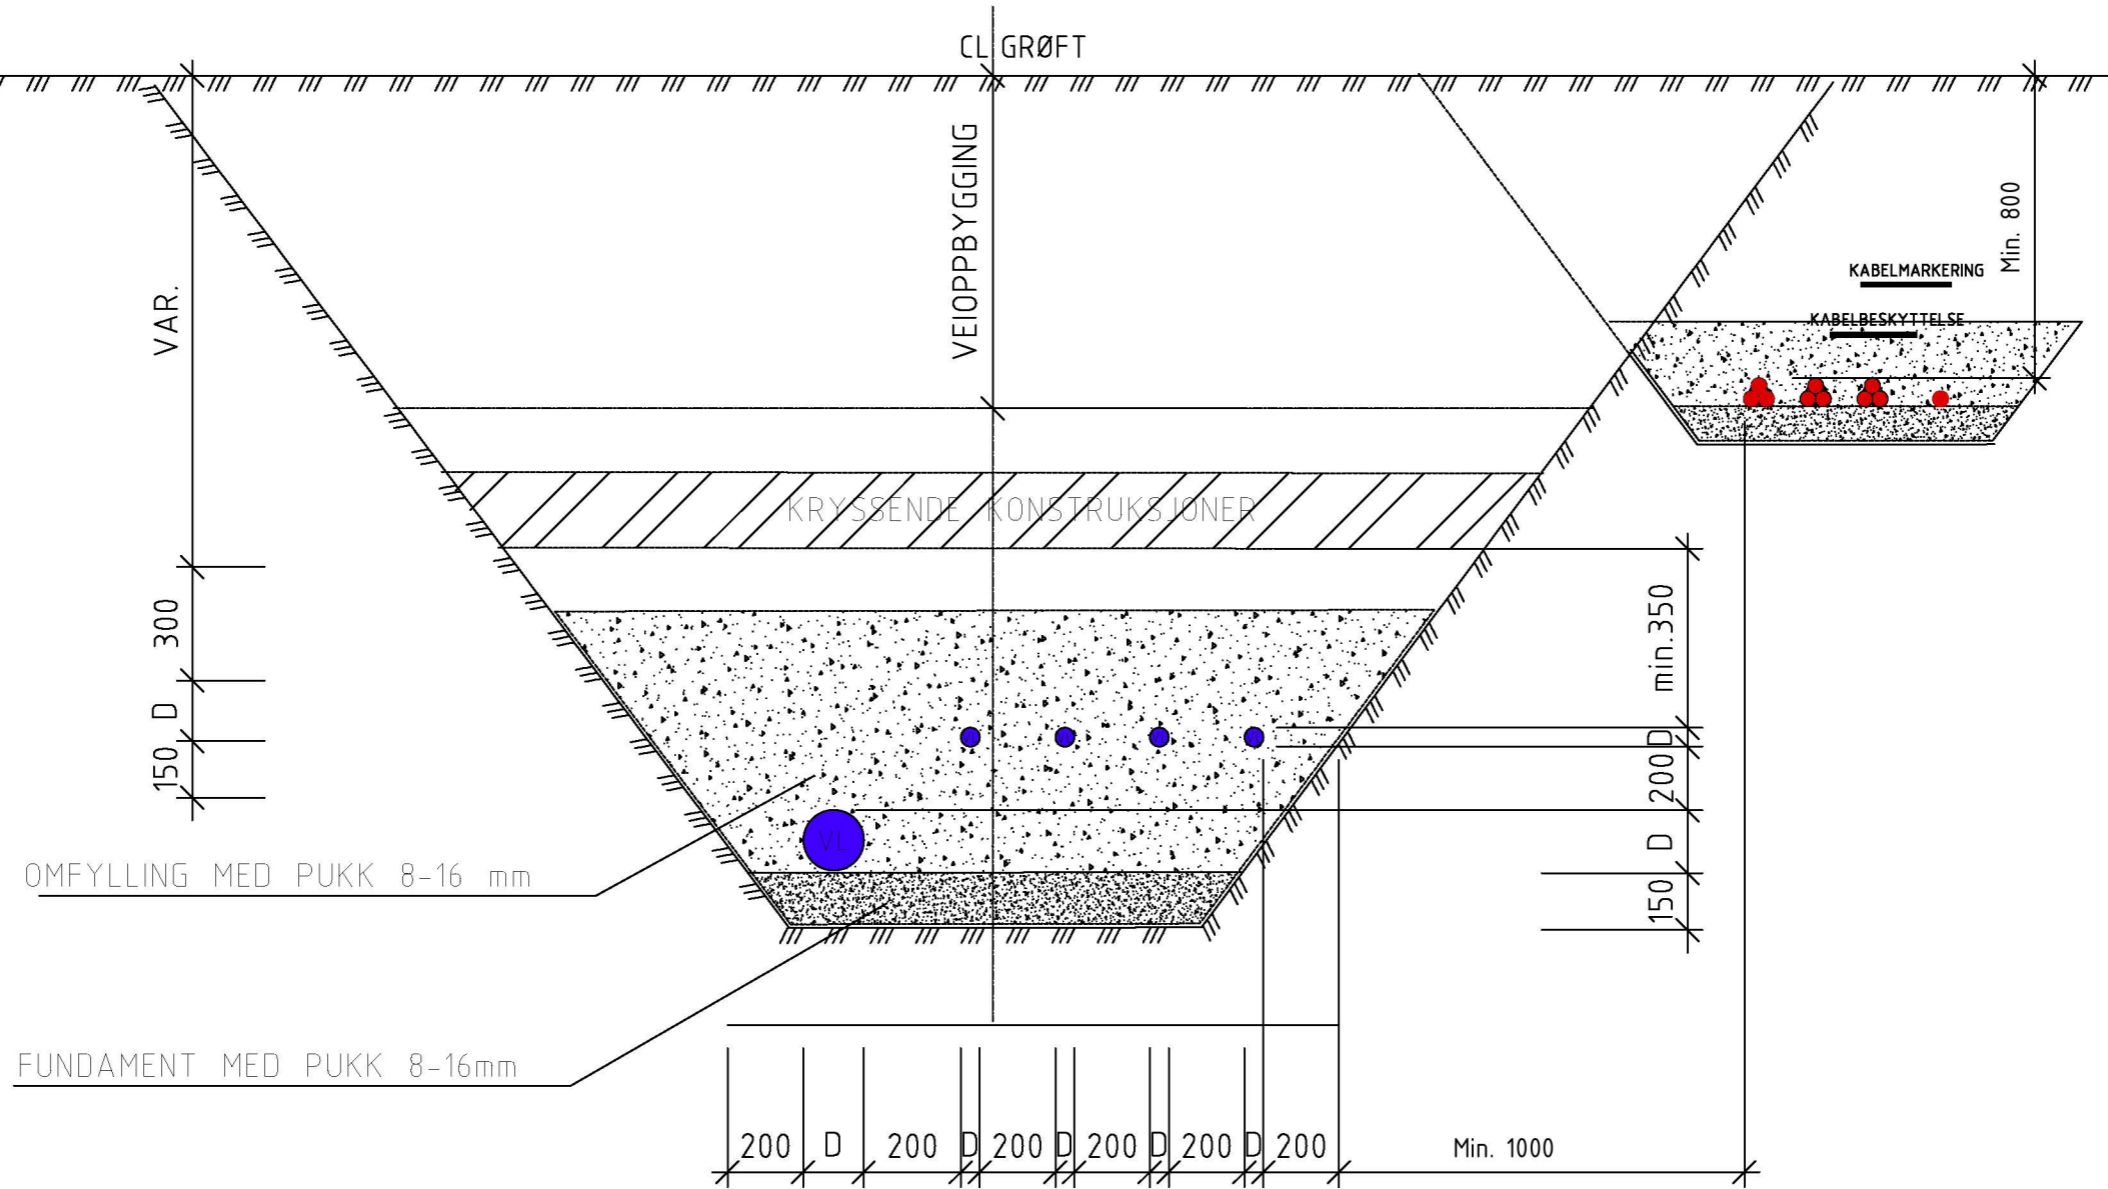 CL GRØFT
VAR.
VEIOPPBYGGING
Min. 800
KABELMARKERING
KABELBESKYTTELSE
KRYSSENDE KONSTRUKSJONER
300
D
150
min.350
D
200
D
150
VL
OMFYLLING MED PUKK 8-16 mm
FUNDAMENT MED PUKK 8-16mm
200 D 200 D 200 D 200 D 200 D 200 Min. 1000